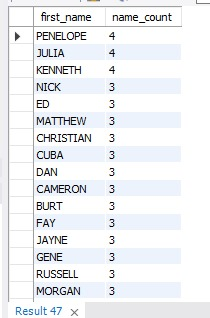 first_name name_count
PENELOPE 4
JULIA 4
KENNETH 4
NICK 3
ED 3
MATTHEW 3
CHRISTIAN 3
CUBA 3
DAN 3
CAMERON 3
BURT 3
FAY 3
JAYNE 3
GENE 3
RUSSELL 3
MORGAN 3
Result 47 ×